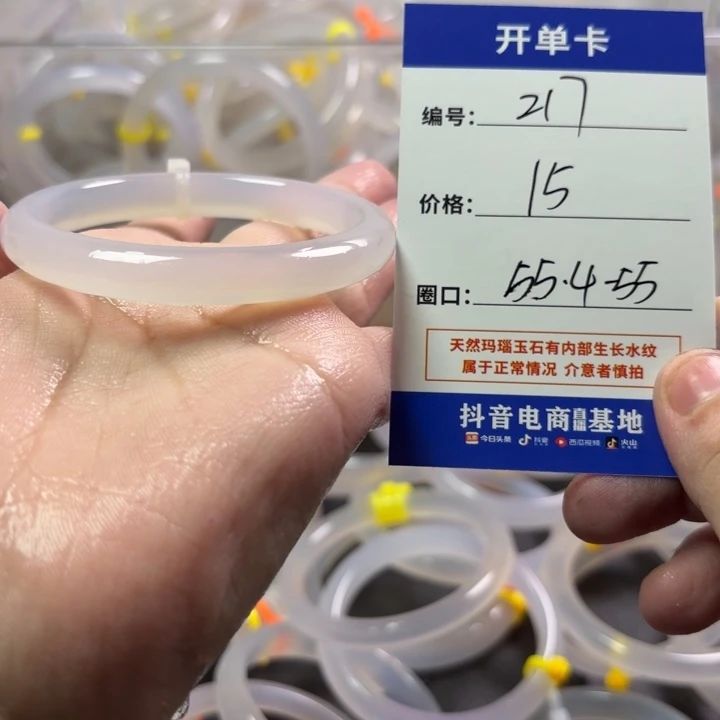 开单卡
编号: 217
价格: 15
圈口: 55.4-55
天然玛瑙玉石有内部生长水纹
属于正常情况 介意者慎拍
抖音电商直播基地
今日头条 抖音 西瓜视频 火山